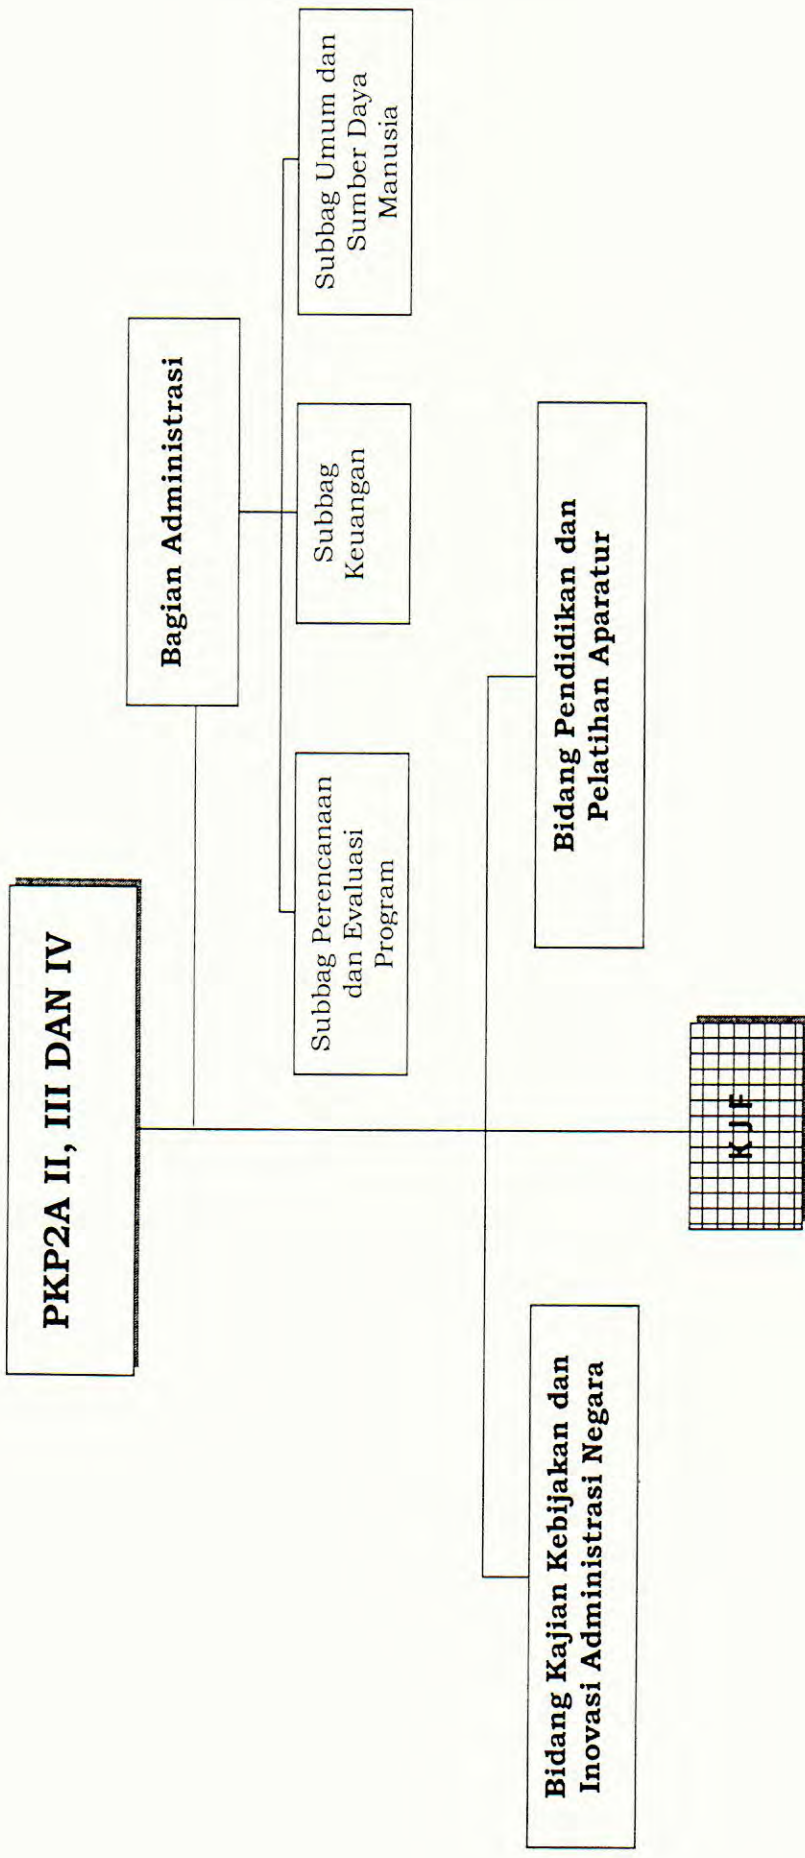 PKP2A II, III DAN IV
Bagian Administrasi
Subbag Perencanaan
dan Evaluasi
Program
Subbag
Keuangan
Subbag Umum dan
Sumber Daya
Manusia
Bidang Kajian Kebijakan dan
Inovasi Administrasi Negara
Bidang Pendidikan dan
Pelatihan Aparatur
KJF